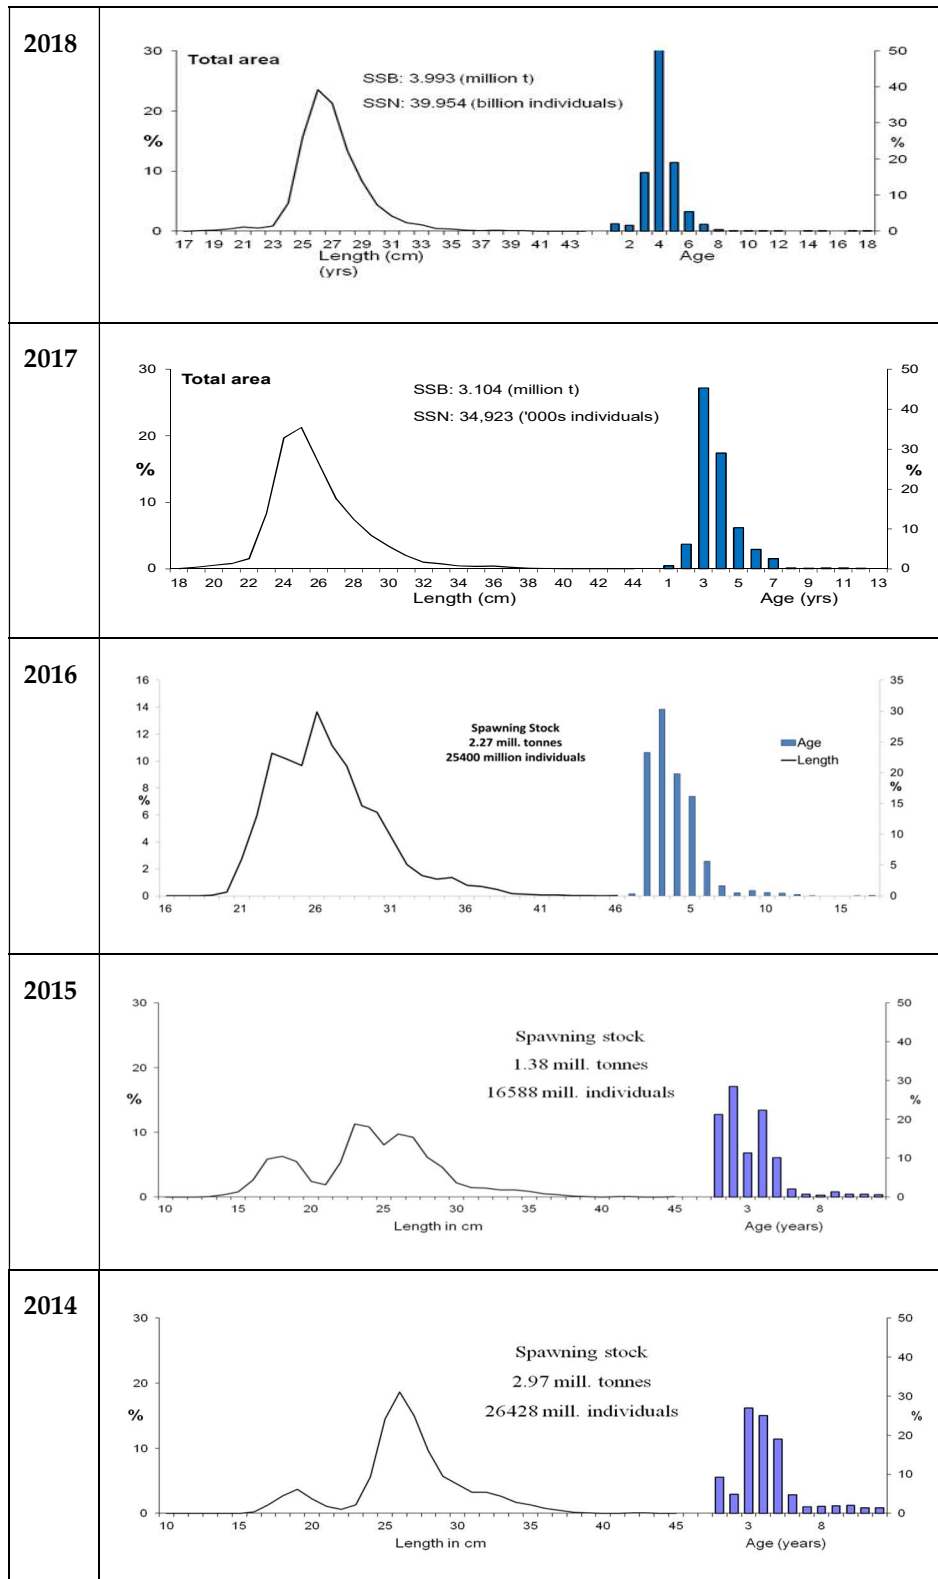 2018
Total area
SSB: 3.993 (million t)
SSN: 39.954 (billion individuals)
30
20
%
10
0
50
40
30
%
20
10
0
17 19 21 23 25 27 29 31 33 35 37 39 41 43
2 4 6 8 10 12 14 16 18
Length (cm)
(yrs)
Age
2017
Total area
SSB: 3.104 (million t)
SSN: 34,923 ('000s individuals)
30
20
%
10
0
50
40
30
%
20
10
0
18 20 22 24 26 28 30 32 34 36 38 40 42 44
1 3 5 7 9 11 13
Length (cm)
Age (yrs)
2016
Spawning Stock
2.27 mill. tonnes
25400 million individuals
Age
Length
16
14
12
10
8
%
6
4
2
0
35
30
25
20
%
15
10
5
0
16 21 26 31 36 41 46
5 10 15
2015
Spawning stock
1.38 mill. tonnes
16588 mill. individuals
30
20
%
10
0
50
40
30
%
20
10
0
10 15 20 25 30 35 40 45
3 8
Length in cm
Age (years)
2014
Spawning stock
2.97 mill. tonnes
26428 mill. individuals
30
20
%
10
0
50
40
30
%
20
10
0
10 15 20 25 30 35 40 45
3 8
Length in cm
Age (years)